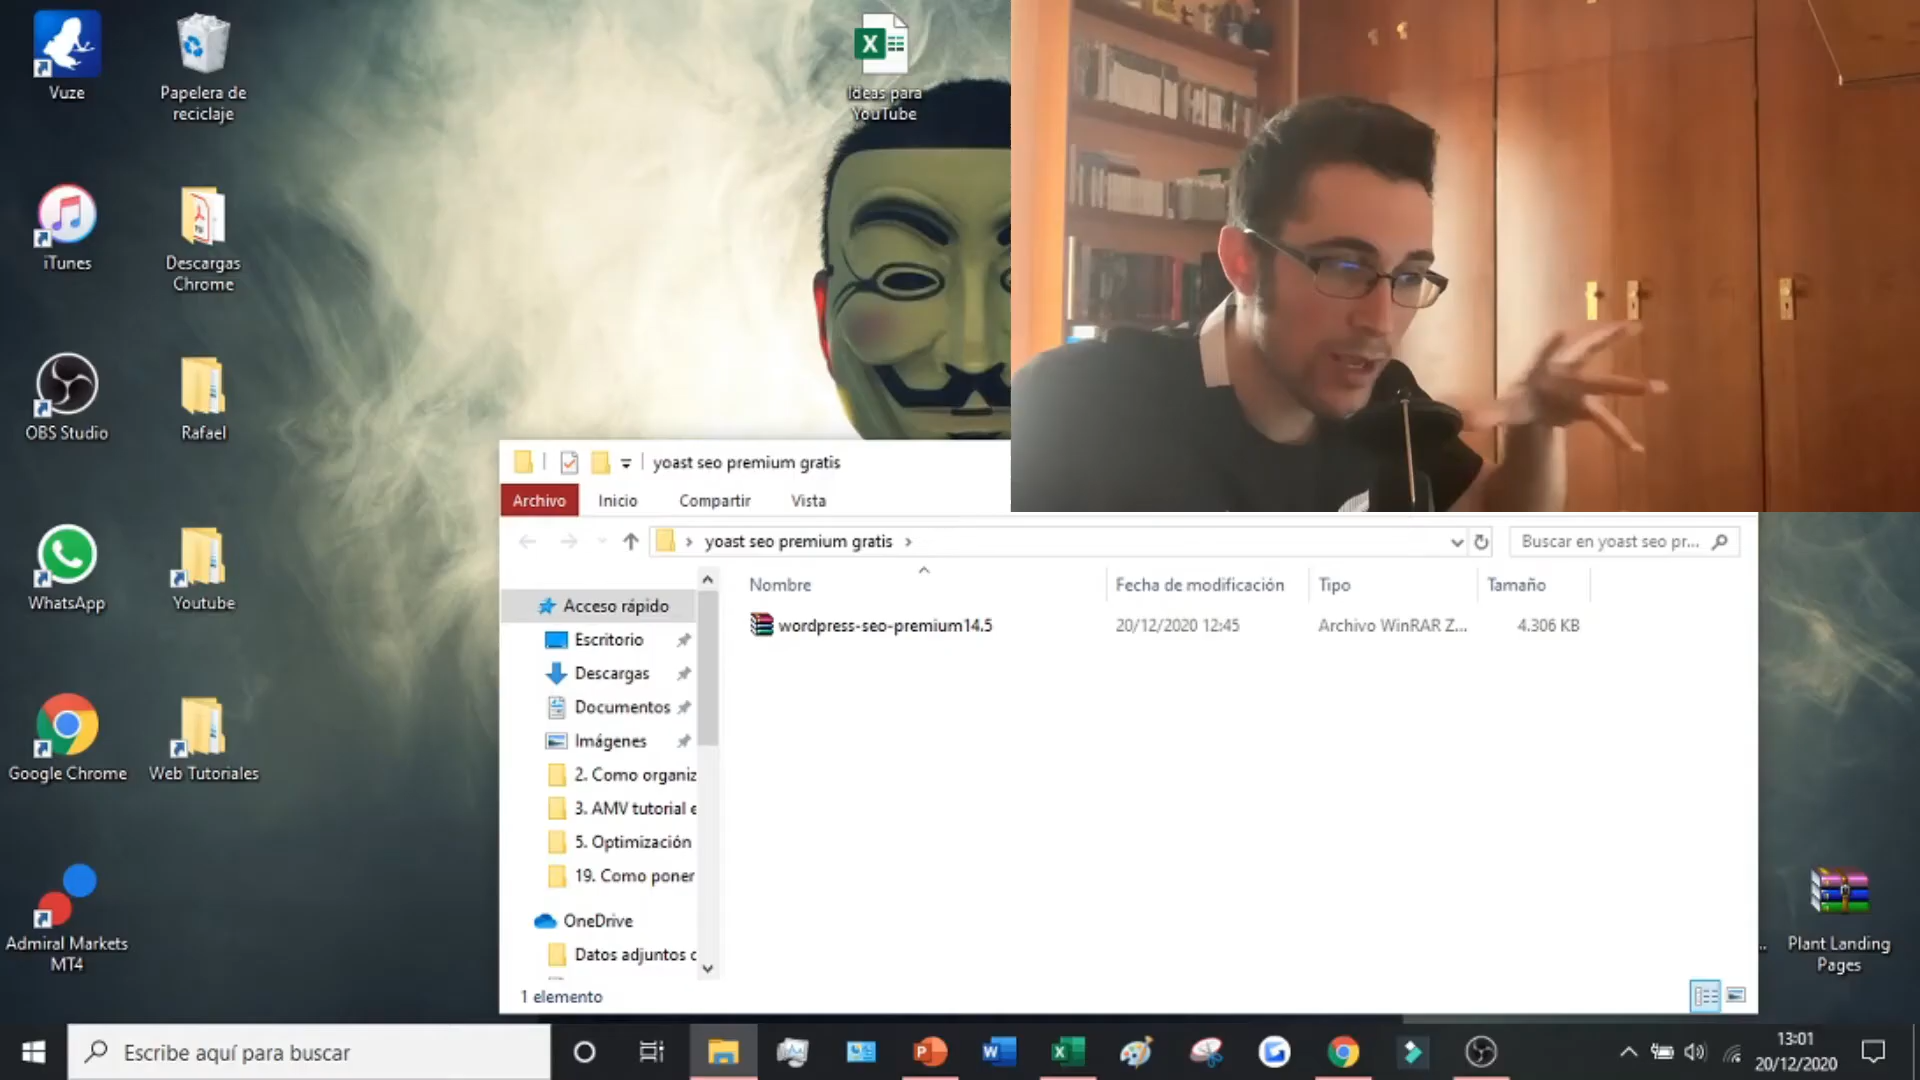 Vuze
Papelera de
reciclaje
Ideas para
YouTube
iTunes
Descargas
Chrome
OBS Studio
Rafael
WhatsApp
Youtube
Google Chrome
Web Tutoriales
Admiral Markets
MT4
Plant Landing
Pages
yoast seo premium gratis
Archivo
Inicio
Compartir
Vista
yoast seo premium gratis
Buscar en yoast seo pr...
Nombre
Fecha de modificación
Tipo
Tamaño
wordpress-seo-premium14.5
20/12/2020 12:45
Archivo WinRAR Z...
4.306 KB
Acceso rápido
Escritorio
Descargas
Documentos
Imágenes
2. Como organiz
3. AMV tutorial e
5. Optimización
19. Como poner
OneDrive
Datos adjuntos c
1 elemento
Escribe aquí para buscar
13:01
20/12/2020